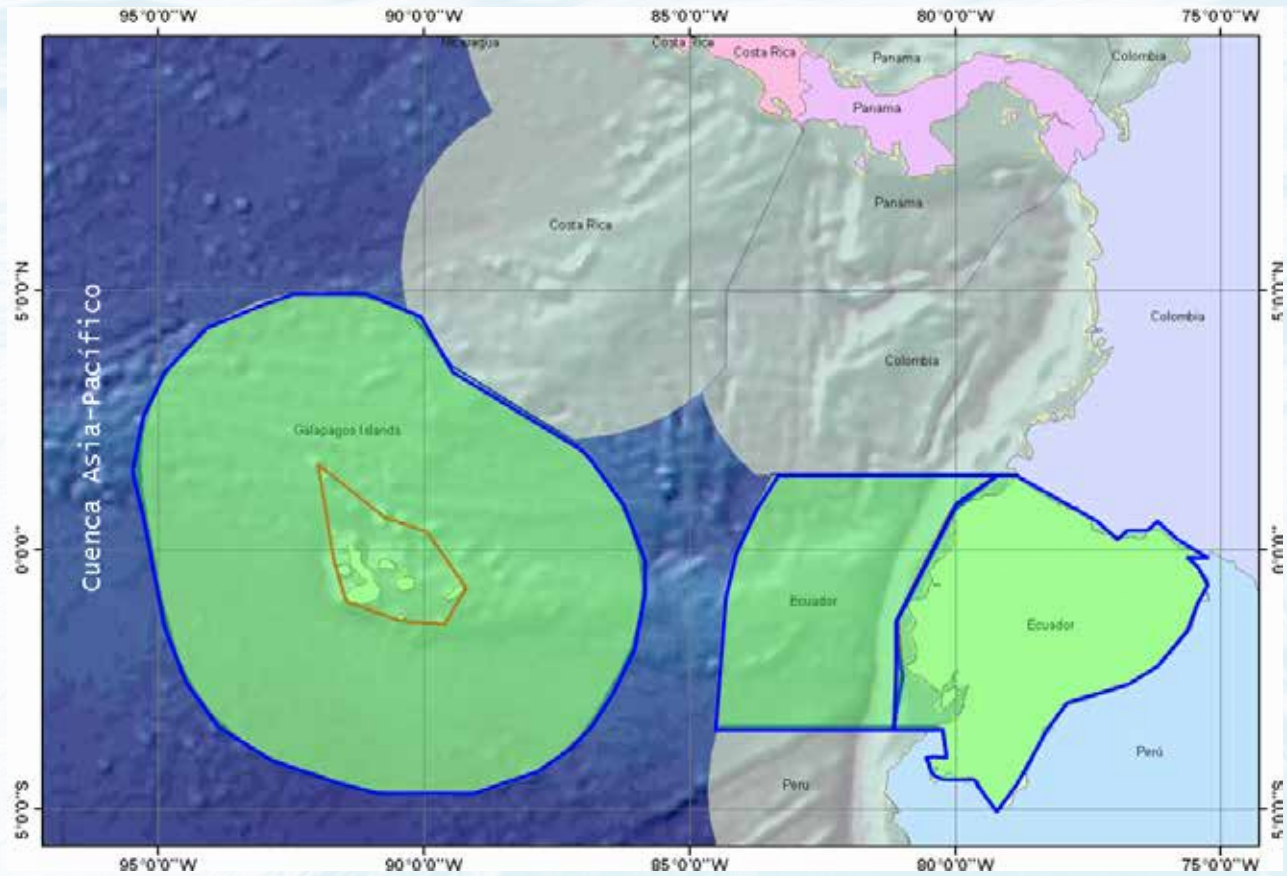 95°0'0"W
90°0'0"W
85°0'0"W
80°0'0"W
75°0'0"W
Nicaragua
Costa Rica
Costa Rica
Panama
Colombia
Panama
Panama
Costa Rica
5°0'0"N
5°0'0"N
Cuenca Asia-Pacífico
Colombia
Colombia
Galapagos Islands
0°0'0"
0°0'0"
Ecuador
Ecuador
Perú
Peru
5°0'0"S
5°0'0"S
95°0'0"W
90°0'0"W
85°0'0"W
80°0'0"W
75°0'0"W